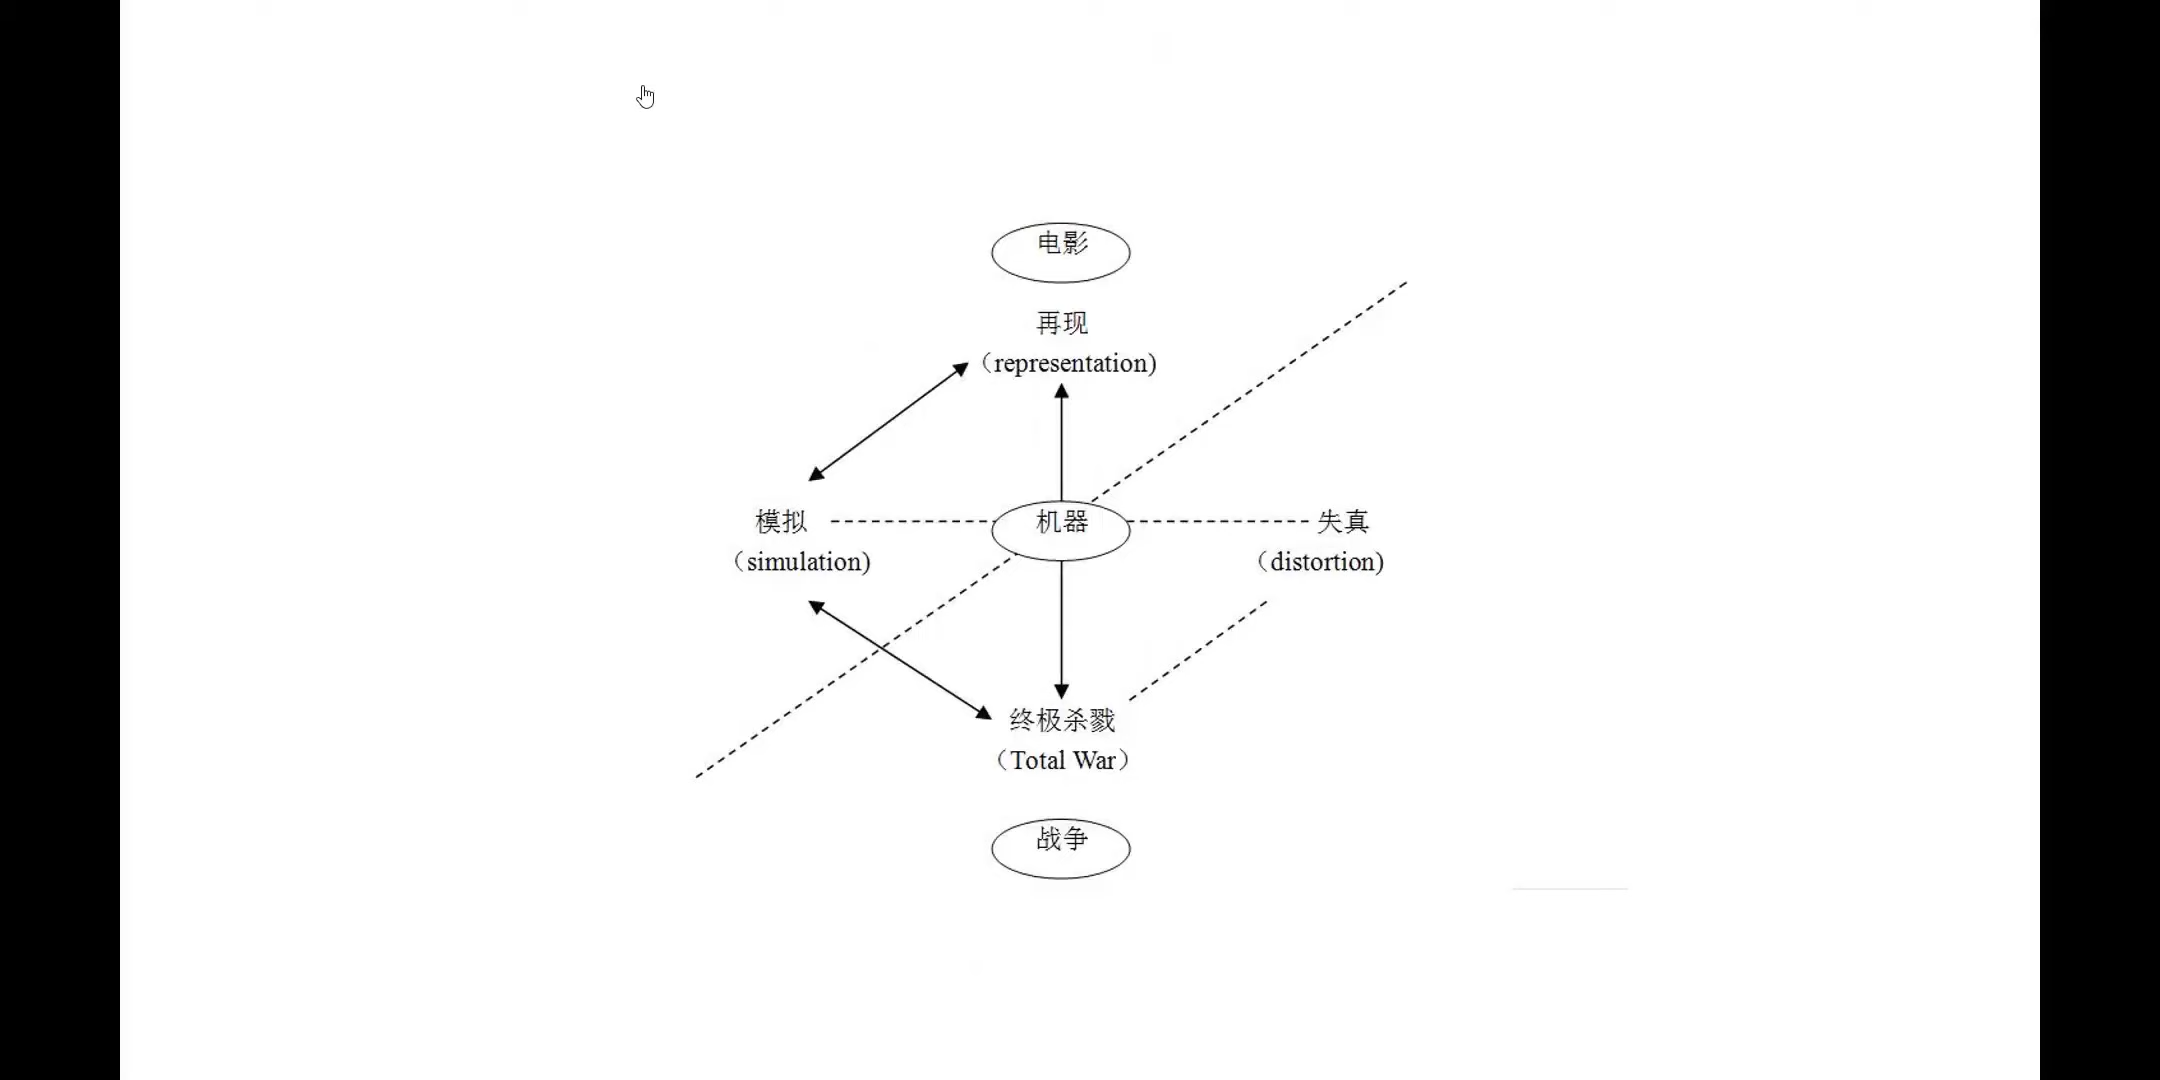 电影
再现
（representation)
模拟
机器
失真
（simulation)
（distortion)
终极杀戮
（Total War）
战争